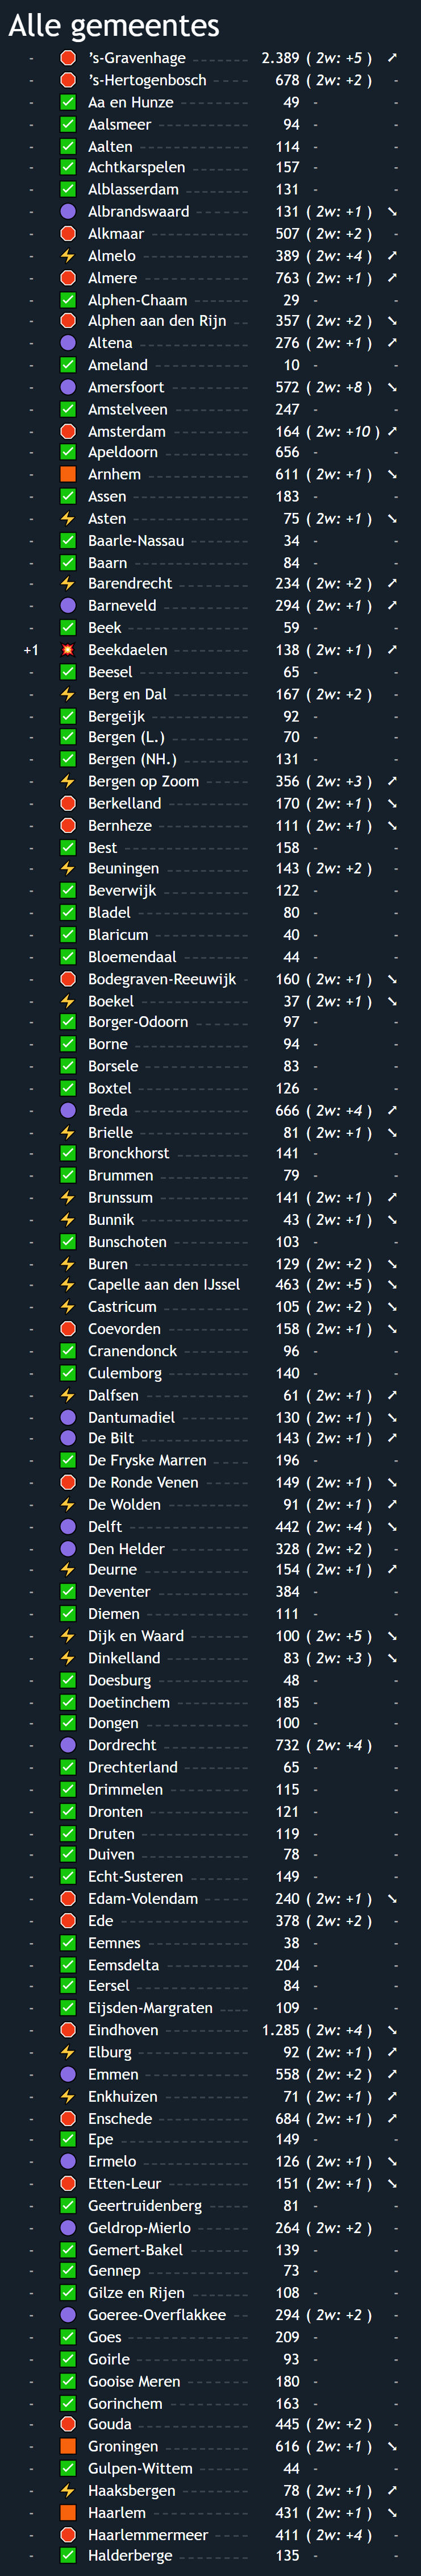 Alle gemeentes
- 's-Gravenhage 2.389 ( 2w: +5 ) ➚
- 's-Hertogenbosch 678 ( 2w: +2 ) -
- Aa en Hunze 49 - -
- Aalsmeer 94 - -
- Aalten 114 - -
- Achtkarspelen 157 - -
- Alblasserdam 131 - -
- Albrandswaard 131 ( 2w: +1 ) ➘
- Alkmaar 507 ( 2w: +2 ) -
- Almelo 389 ( 2w: +4 ) ➚
- Almere 763 ( 2w: +1 ) ➚
- Alphen-Chaam 29 - -
- Alphen aan den Rijn 357 ( 2w: +2 ) ➘
- Altena 276 ( 2w: +1 ) ➚
- Ameland 10 - -
- Amersfoort 572 ( 2w: +8 ) ➘
- Amstelveen 247 - -
- Amsterdam 164 ( 2w: +10 ) ➚
- Apeldoorn 656 - -
- Arnhem 611 ( 2w: +1 ) ➘
- Assen 183 - -
- Asten 75 ( 2w: +1 ) ➘
- Baarle-Nassau 34 - -
- Baarn 84 - -
- Barendrecht 234 ( 2w: +2 ) ➚
- Barneveld 294 ( 2w: +1 ) ➚
- Beek 59 - -
+1 Beekdaelen 138 ( 2w: +1 ) ➚
- Beesel 65 - -
- Berg en Dal 167 ( 2w: +2 ) -
- Bergeijk 92 - -
- Bergen (L.) 70 - -
- Bergen (NH.) 131 - -
- Bergen op Zoom 356 ( 2w: +3 ) ➚
- Berkelland 170 ( 2w: +1 ) ➘
- Bernheze 111 ( 2w: +1 ) ➘
- Best 158 - -
- Beuningen 143 ( 2w: +2 ) -
- Beverwijk 122 - -
- Bladel 80 - -
- Blaricum 40 - -
- Bloemendaal 44 - -
- Bodegraven-Reeuwijk 160 ( 2w: +1 ) ➘
- Boekel 37 ( 2w: +1 ) ➘
- Borger-Odoorn 97 - -
- Borne 94 - -
- Borsele 83 - -
- Boxtel 126 - -
- Breda 666 ( 2w: +4 ) ➚
- Brielle 81 ( 2w: +1 ) ➘
- Bronckhorst 141 - -
- Brummen 79 - -
- Brunssum 141 ( 2w: +1 ) ➚
- Bunnik 43 ( 2w: +1 ) ➘
- Bunschoten 103 - -
- Buren 129 ( 2w: +2 ) ➘
- Capelle aan den IJssel 463 ( 2w: +5 ) ➘
- Castricum 105 ( 2w: +2 ) ➘
- Coevorden 158 ( 2w: +1 ) ➘
- Cranendonck 96 - -
- Culemborg 140 - -
- Dalfsen 61 ( 2w: +1 ) ➚
- Dantumadiel 130 ( 2w: +1 ) ➘
- De Bilt 143 ( 2w: +1 ) ➚
- De Fryske Marren 196 - -
- De Ronde Venen 149 ( 2w: +1 ) ➘
- De Wolden 91 ( 2w: +1 ) ➚
- Delft 442 ( 2w: +4 ) ➘
- Den Helder 328 ( 2w: +2 ) -
- Deurne 154 ( 2w: +1 ) ➚
- Deventer 384 - -
- Diemen 111 - -
- Dijk en Waard 100 ( 2w: +5 ) ➘
- Dinkelland 83 ( 2w: +3 ) ➘
- Doesburg 48 - -
- Doetinchem 185 - -
- Dongen 100 - -
- Dordrecht 732 ( 2w: +4 ) -
- Drechterland 65 - -
- Drimmelen 115 - -
- Dronten 121 - -
- Druten 119 - -
- Duiven 78 - -
- Echt-Susteren 149 - -
- Edam-Volendam 240 ( 2w: +1 ) ➘
- Ede 378 ( 2w: +2 ) -
- Eemnes 38 - -
- Eemsdelta 204 - -
- Eersel 84 - -
- Eijsden-Margraten 109 - -
- Eindhoven 1.285 ( 2w: +4 ) ➘
- Elburg 92 ( 2w: +1 ) ➚
- Emmen 558 ( 2w: +2 ) ➚
- Enkhuizen 71 ( 2w: +1 ) ➚
- Enschede 684 ( 2w: +1 ) ➚
- Epe 149 - -
- Ermelo 126 ( 2w: +1 ) ➘
- Etten-Leur 151 ( 2w: +1 ) ➘
- Geertruidenberg 81 - -
- Geldrop-Mierlo 264 ( 2w: +2 ) -
- Gemert-Bakel 139 - -
- Gennep 73 - -
- Gilze en Rijen 108 - -
- Goeree-Overflakkee 294 ( 2w: +2 ) -
- Goes 209 - -
- Goirle 93 - -
- Gooise Meren 180 - -
- Gorinchem 163 - -
- Gouda 445 ( 2w: +2 ) -
- Groningen 616 ( 2w: +1 ) ➘
- Gulpen-Wittem 44 - -
- Haaksbergen 78 ( 2w: +1 ) ➚
- Haarlem 431 ( 2w: +1 ) ➘
- Haarlemmermeer 411 ( 2w: +4 ) -
- Halderberge 135 - -